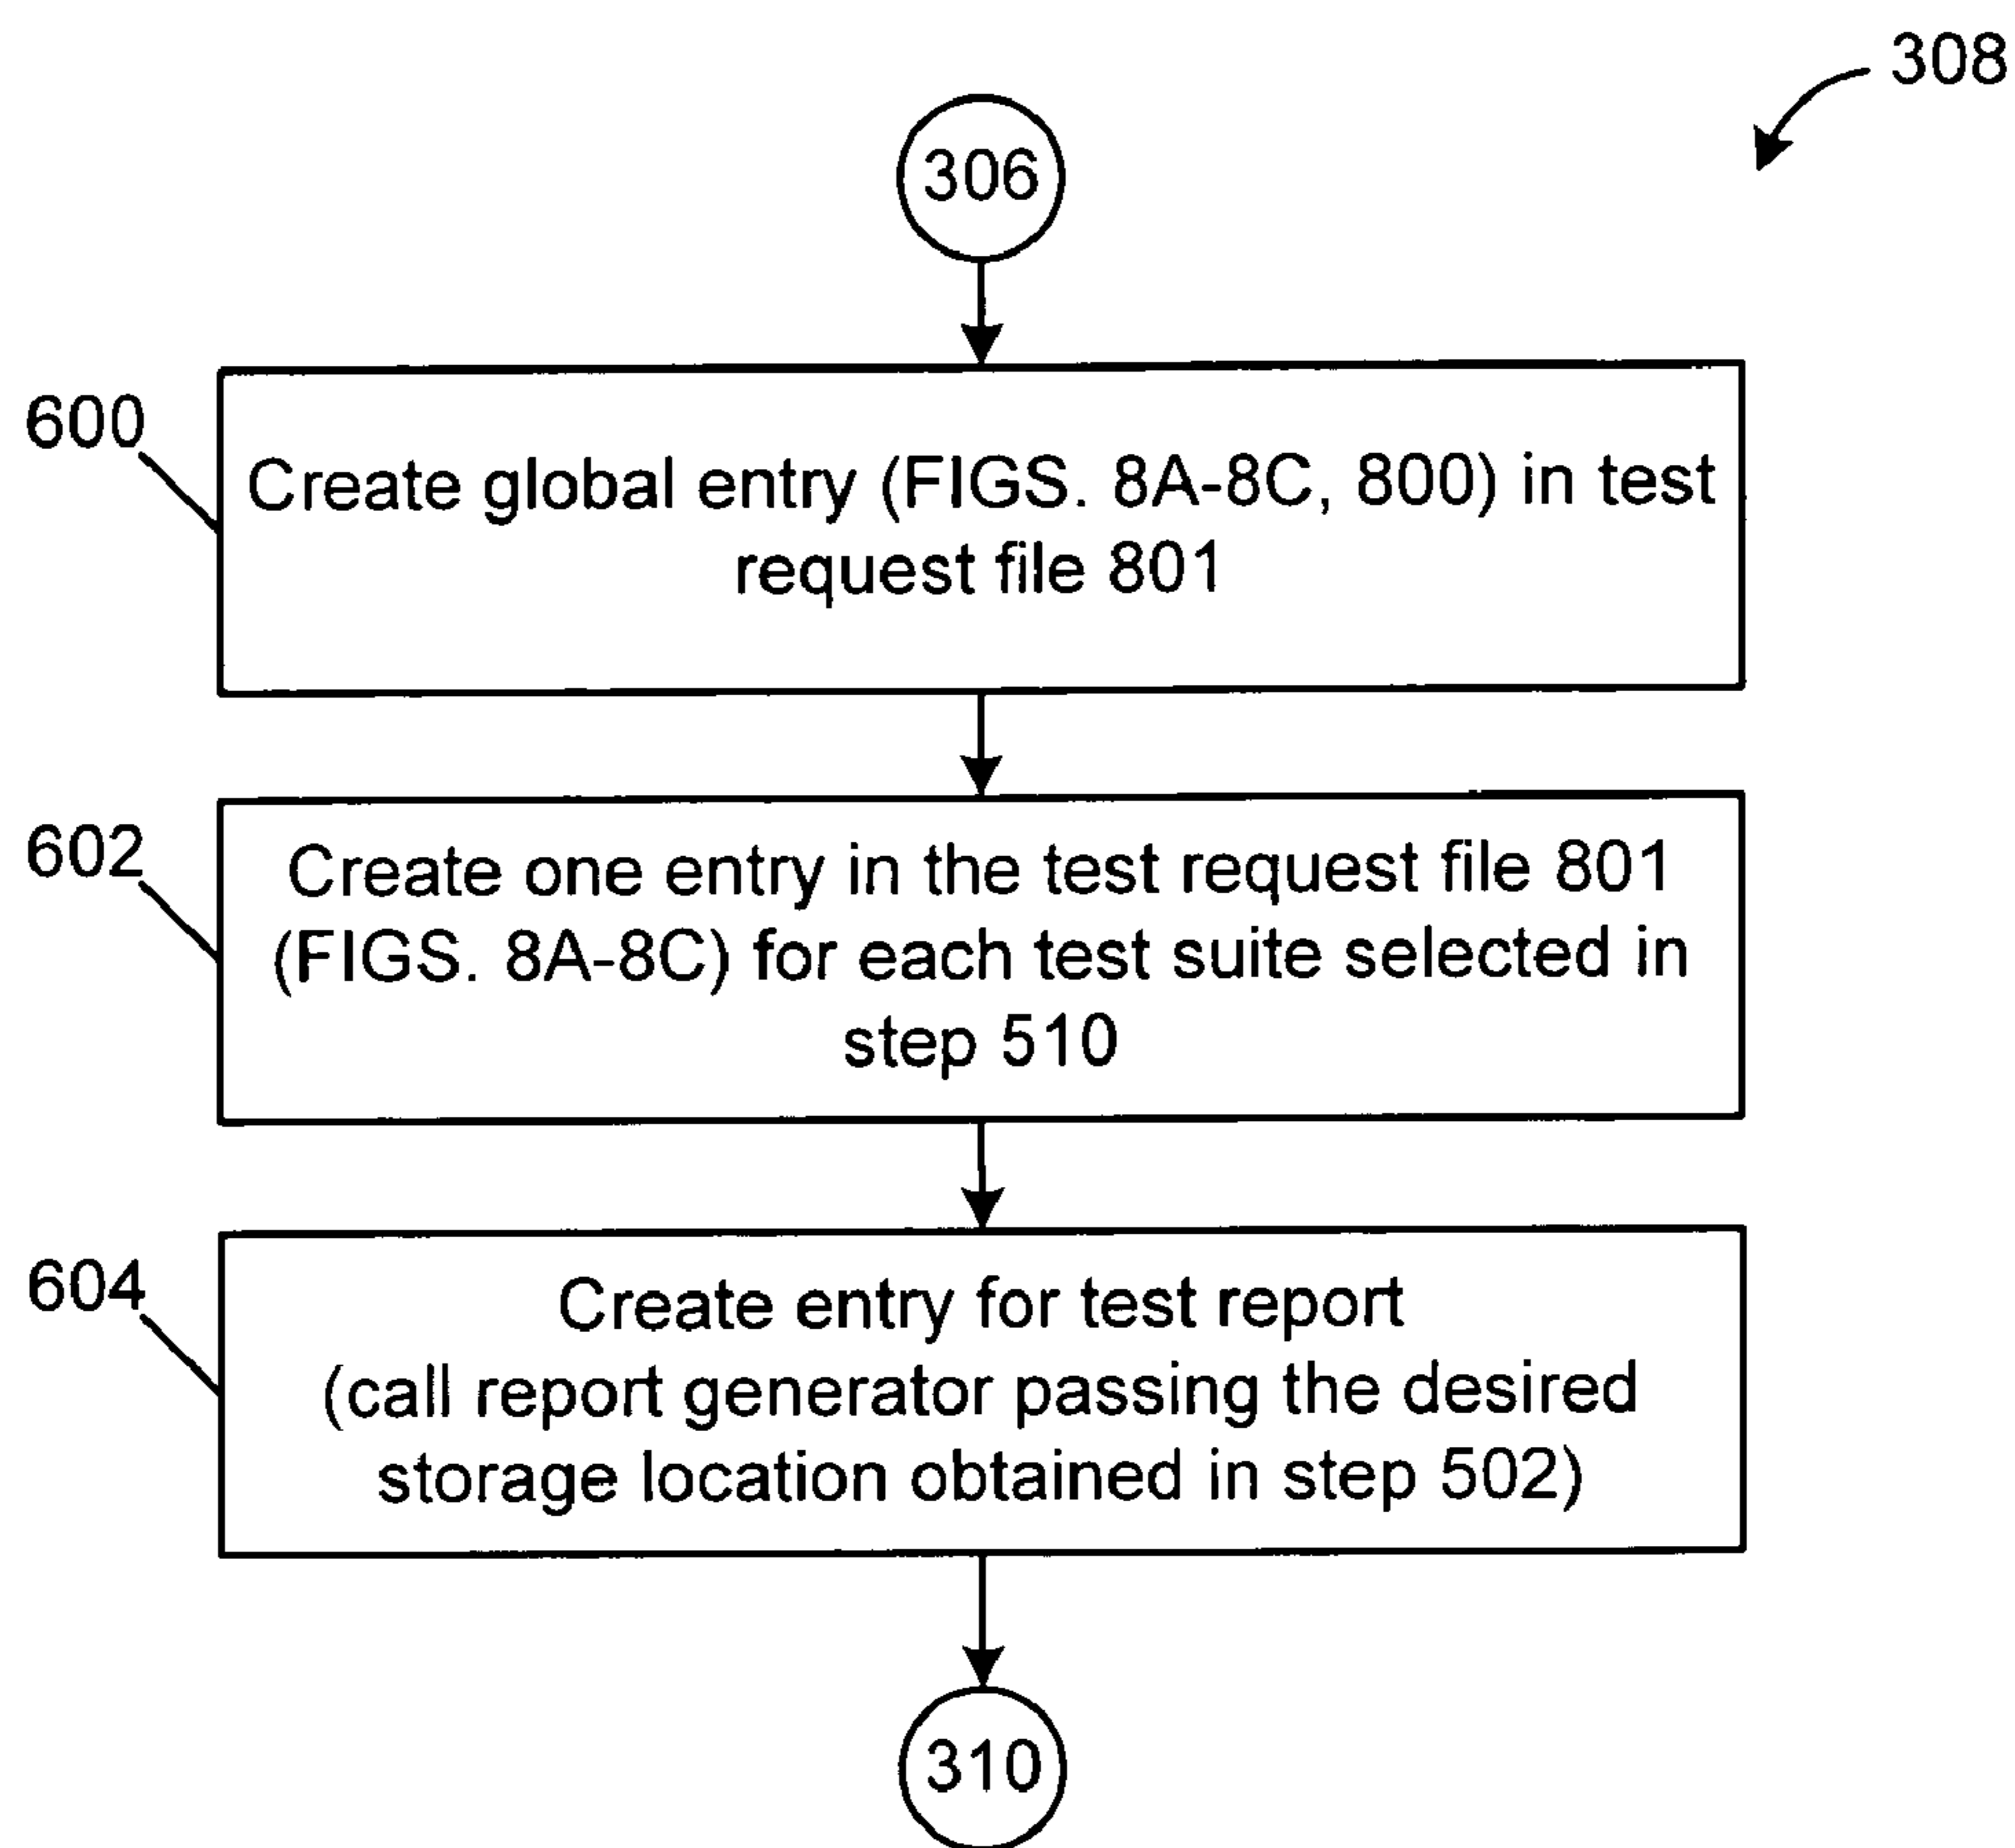 308
306
600
Create global entry (FIGS. 8A-8C, 800) in test
request file 801
602
Create one entry in the test request file 801
(FIGS. 8A-8C) for each test suite selected in
step 510
604
Create entry for test report
(call report generator passing the desired
storage location obtained in step 502)
310